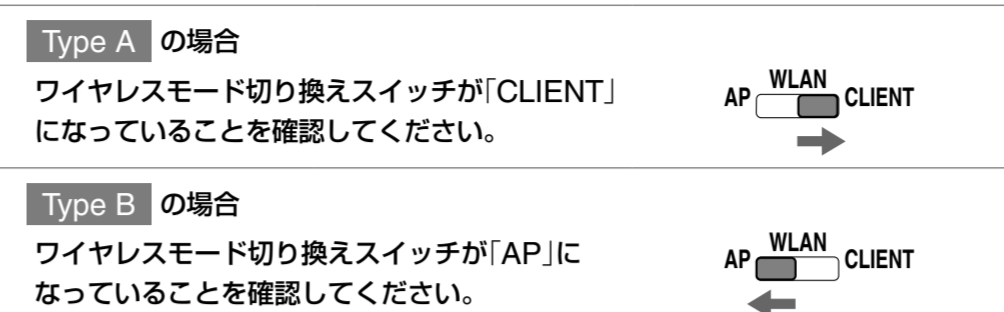 Type A の場合
ワイヤレスモード切り換えスイッチが「CLIENT」
になっていることを確認してください。
WLAN
AP CLIENT
Type B の場合
ワイヤレスモード切り換えスイッチが「AP」に
なっていることを確認してください。
WLAN
AP CLIENT